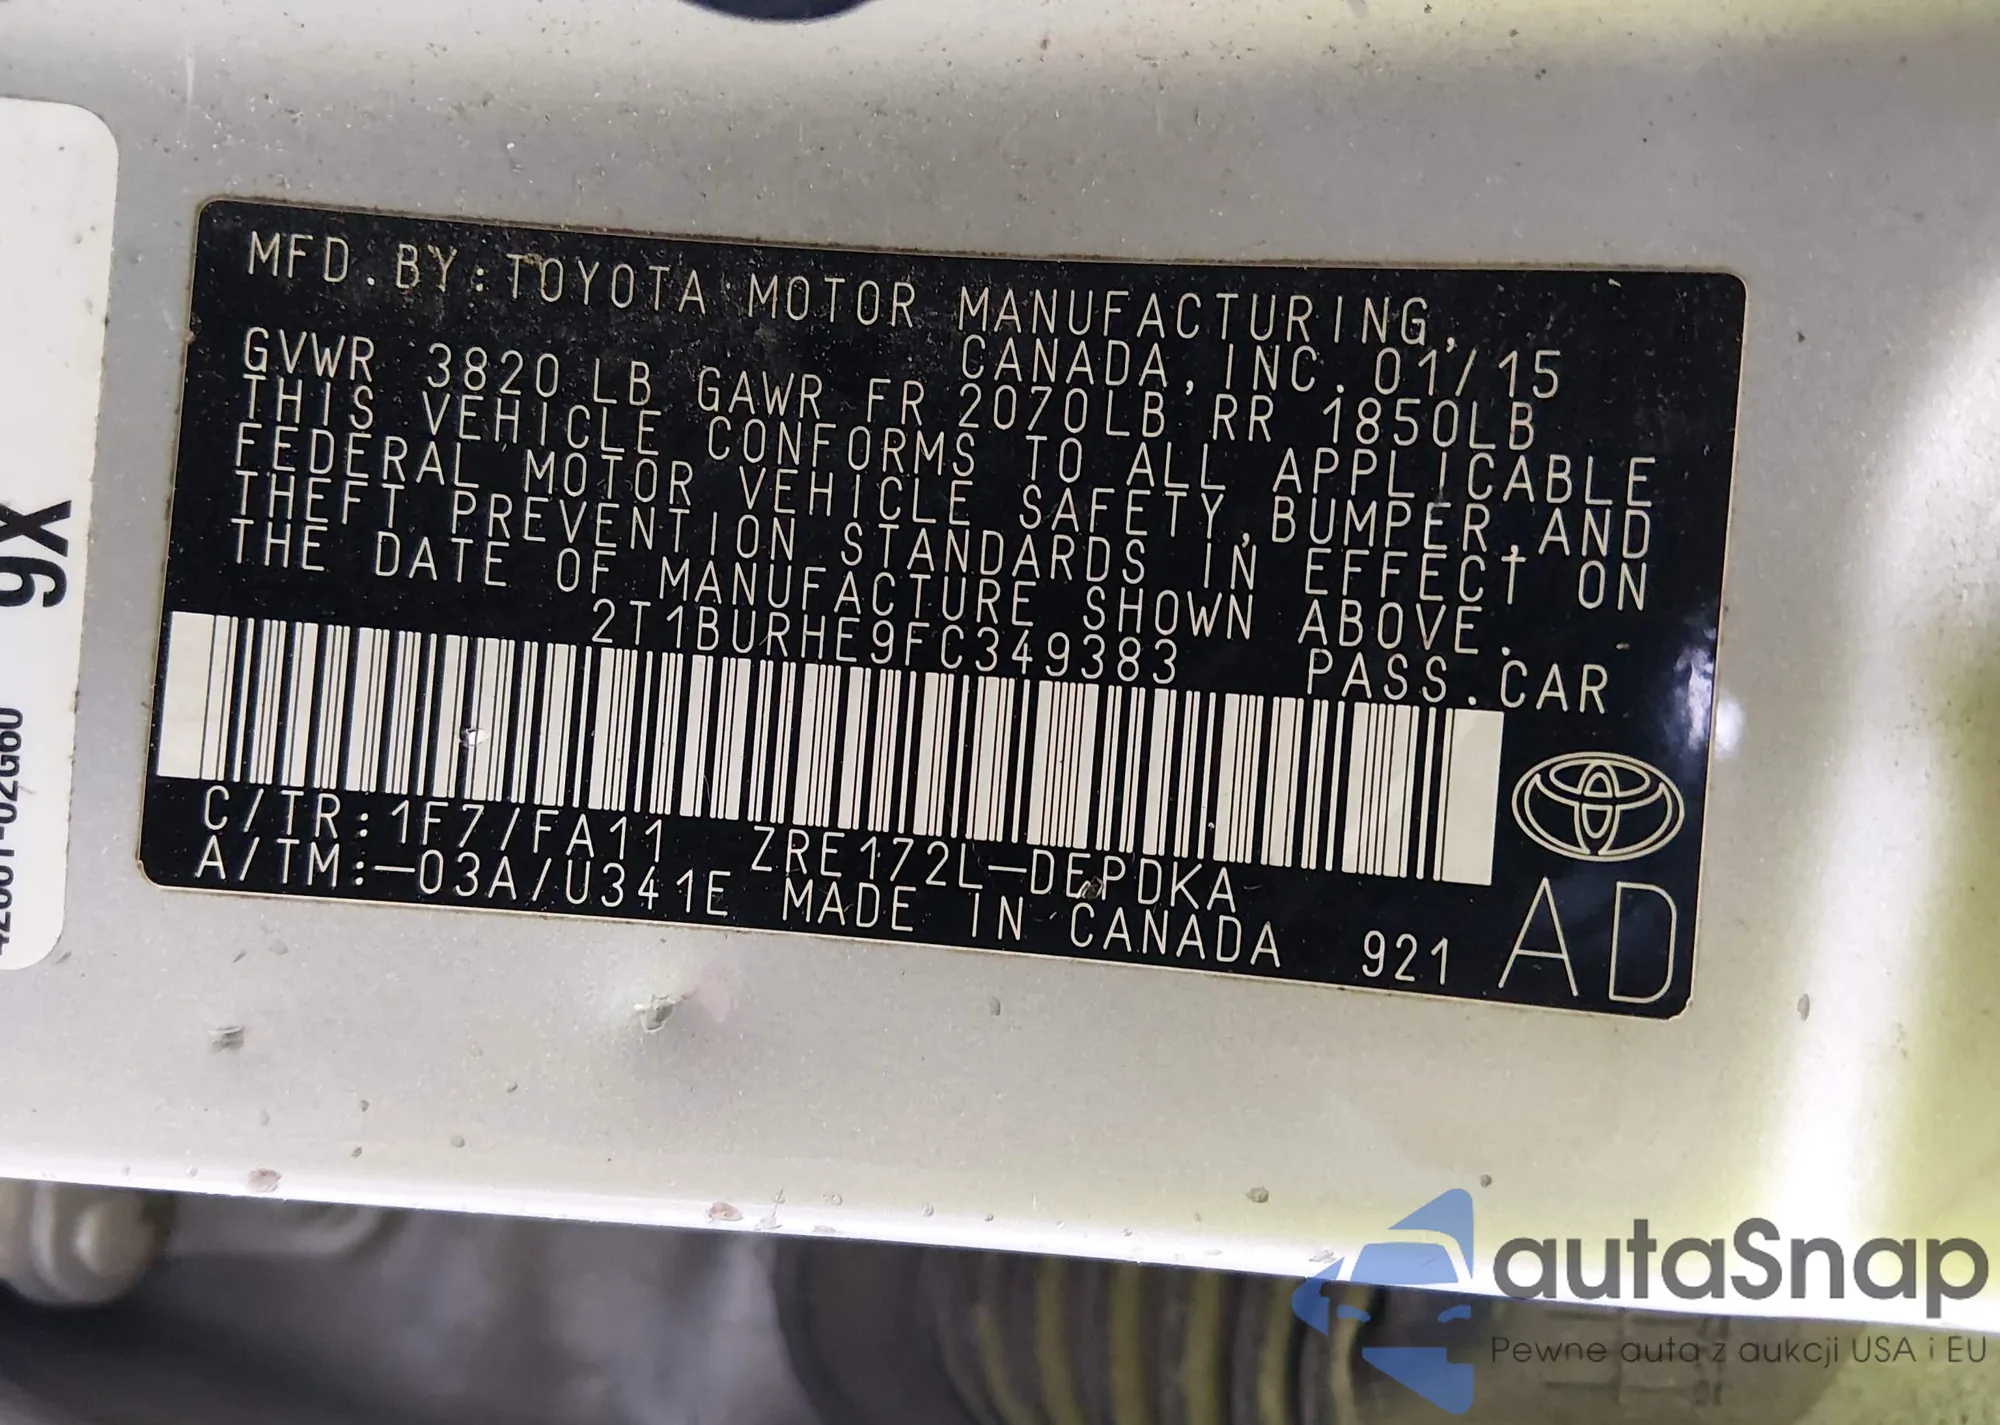 MFD.BY:TOYOTA MOTOR MANUFACTURING,
CANADA, INC. 01/15
GVWR 3820 LB GAWR FR 2070LB RR 1850LB
THIS VEHICLE CONFORMS TO ALL APPLICABLE
FEDERAL MOTOR VEHICLE SAFETY,BUMPER,AND
THEFT PREVENTION STANDARDS IN EFFECT ON
THE DATE OF MANUFACTURE SHOWN ABOVE.
2T1BURHE9FC349383 PASS.CAR
C/TR:1F7/FA11 ZRE172L-DEPDKA
A/TM:-03A/U341E MADE IN CANADA 921 AD
9X
autaSnap
Pewne auta z aukcji USA i EU